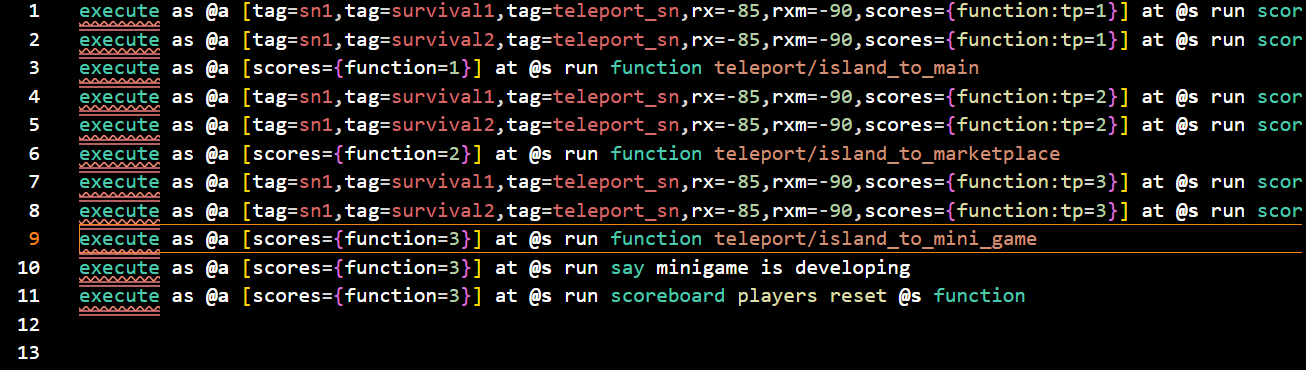 1 execute as @a [tag=sn1,tag=survival1,tag=teleport_sn,rx=-85,rxm=-90,scores={function:tp=1}] at @s run scor
2 execute as @a [tag=sn1,tag=survival2,tag=teleport_sn,rx=-85,rxm=-90,scores={function:tp=1}] at @s run scor
3 execute as @a [scores={function=1}] at @s run function teleport/island_to_main
4 execute as @a [tag=sn1,tag=survival1,tag=teleport_sn,rx=-85,rxm=-90,scores={function:tp=2}] at @s run scor
5 execute as @a [tag=sn1,tag=survival2,tag=teleport_sn,rx=-85,rxm=-90,scores={function:tp=2}] at @s run scor
6 execute as @a [scores={function=2}] at @s run function teleport/island_to_marketplace
7 execute as @a [tag=sn1,tag=survival1,tag=teleport_sn,rx=-85,rxm=-90,scores={function:tp=3}] at @s run scor
8 execute as @a [tag=sn1,tag=survival2,tag=teleport_sn,rx=-85,rxm=-90,scores={function:tp=3}] at @s run scor
9 execute as @a [scores={function=3}] at @s run function teleport/island_to_mini_game
10 execute as @a [scores={function=3}] at @s run say minigame is developing
11 execute as @a [scores={function=3}] at @s run scoreboard players reset @s function
12
13